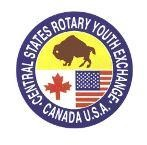 ·CENTRAL STATES ROTARY YOUTH EXCHANGE·
CANADA U.S.A.